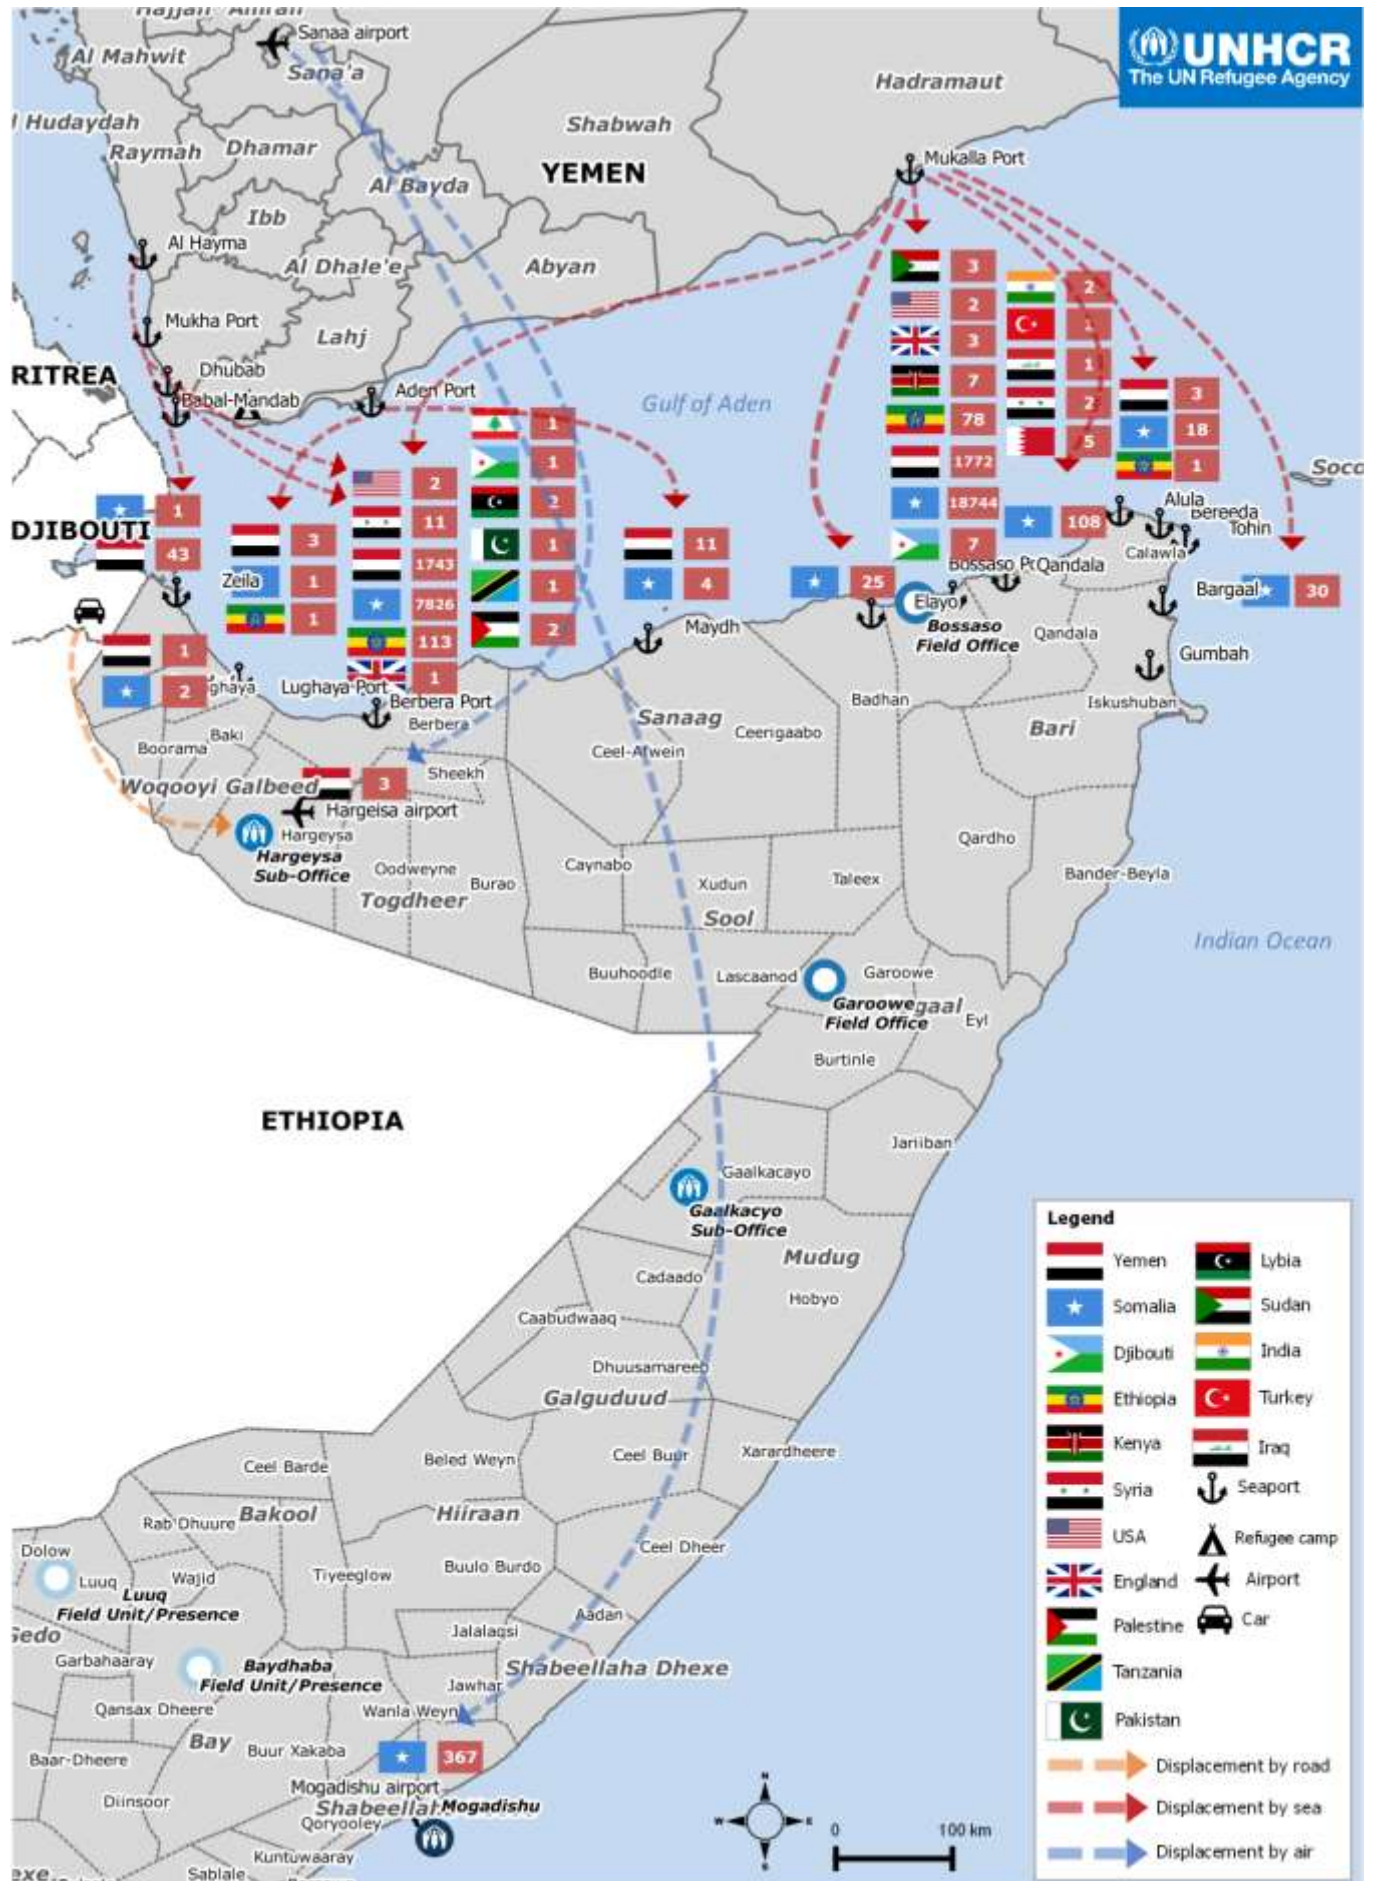 Hajjah Amran
Sanaa airport
UNHCR
The UN Refugee Agency
Al Mahwit
Sana'a
Hadramaut
l Hudaydah
Raymah
Dhamar
Shabwah
YEMEN
Mukalla Port
Al Bayda
Ibb
Al Hayma
Al Dhale'e
Abyan
3
2
2
Mukha Port
Lahj
1
3
RITREA
Dhubab
1
7
Babal-Mandab
Aden Port
Gulf of Aden
3
2
1
78
18
5
1
1772
1
Soco
2
2
1
11
18744
108
Alula
Bereeda
Tohin
DJIBOUTI
43
3
1
11
7
Calawla
1743
Bossaso
Qandala
Zeila
1
1
4
25
Bargaal
30
7826
Elayo
1
Bossaso
Field Office
Maydh
Qandala
113
2
1
Gumbah
2
ghaya
Lughaya Port
1
Berbera Port
Badhan
Iskushuban
Berbera
Sanaag
Bari
Baki
Boorama
Ceel-Afwein
Ceerigaabo
Sheekh
Woqooyi Galbeed
3
Hargeisa airport
Hargeysa
Hargeysa
Sub-Office
Qardho
Oodweyne
Burao
Caynabo
Xudun
Taleex
Bander-Beyla
Togdheer
Sool
Indian Ocean
Buuhoodle
Lascaanod
Garoowe
Garoowe
Field Office
gaal
Eyl
Burtinle
ETHIOPIA
Jariiban
Gaalkacayo
Gaalkacyo
Sub-Office
Mudug
Cadaado
Hobyo
Caabudwaaq
Dhuusamareeb
Galguduud
Ceel Barde
Beled Weyn
Ceel Buur
Xarardheere
Rab Dhuure
Bakool
Hiiraan
Ceel Dheer
Dolow
Luuq
Wajid
Tiyeeglow
Buulo Burdo
Luuq
Field Unit/Presence
Aadan
Gedo
Jalalaqsi
Garbahaaray
Baydhaba
Field Unit/Presence
Shabeellaha Dhexe
Jawhar
Qansax Dheere
Wanla Weyn
Bay
Buur Xakaba
367
Baar-Dheere
Mogadishu airport
Diinsoor
Mogadishu
Qoryooley
Kuntuwaaray
Sablale
Legend
Yemen
Lybia
Somalia
Sudan
Djibouti
India
Ethiopia
Turkey
Kenya
Iraq
Syria
Seaport
USA
Refugee camp
England
Airport
Palestine
Car
Tanzania
Pakistan
Displacement by road
Displacement by sea
Displacement by air
N
W
E
S
0
100 km